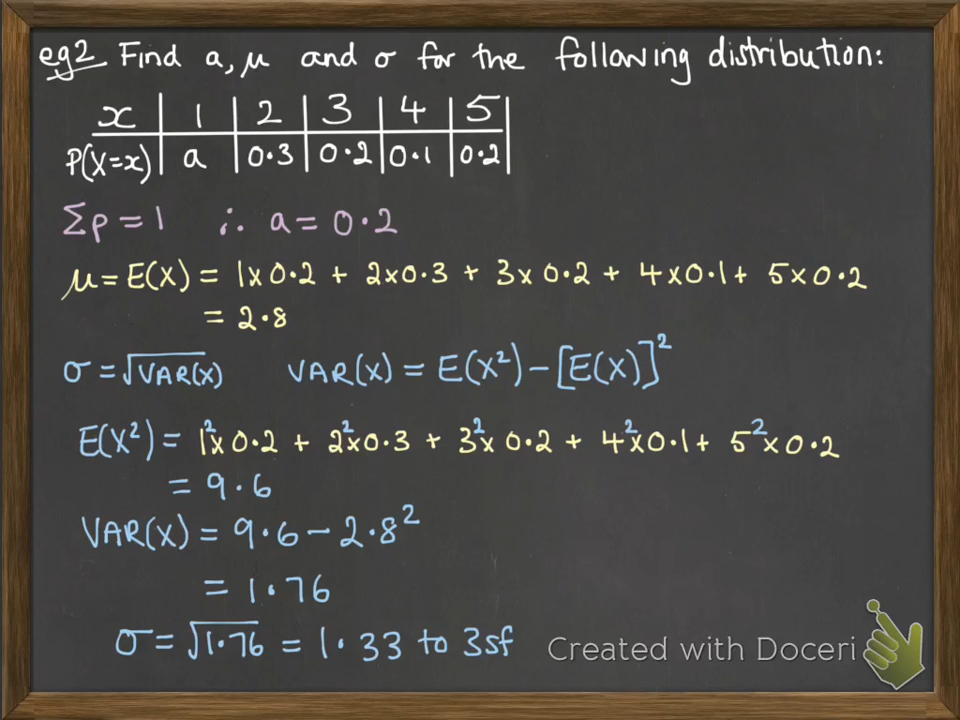 eg2 Find a, μ and σ for the following distribution:
x | 1 | 2 | 3 | 4 | 5
P(X=x) | a | 0·3 | 0·2 | 0·1 | 0·2
Σp = 1 ∴ a = 0·2
μ = E(X) = 1×0·2 + 2×0·3 + 3×0·2 + 4×0·1 + 5×0·2
= 2·8
σ = √VAR(X) VAR(X) = E(X²) − [E(X)]²
E(X²) = 1²×0·2 + 2²×0·3 + 3²×0·2 + 4²×0·1 + 5²×0·2
= 9·6
VAR(X) = 9·6 − 2·8²
= 1·76
σ = √1·76 = 1·33 to 3sf
Created with Doceri